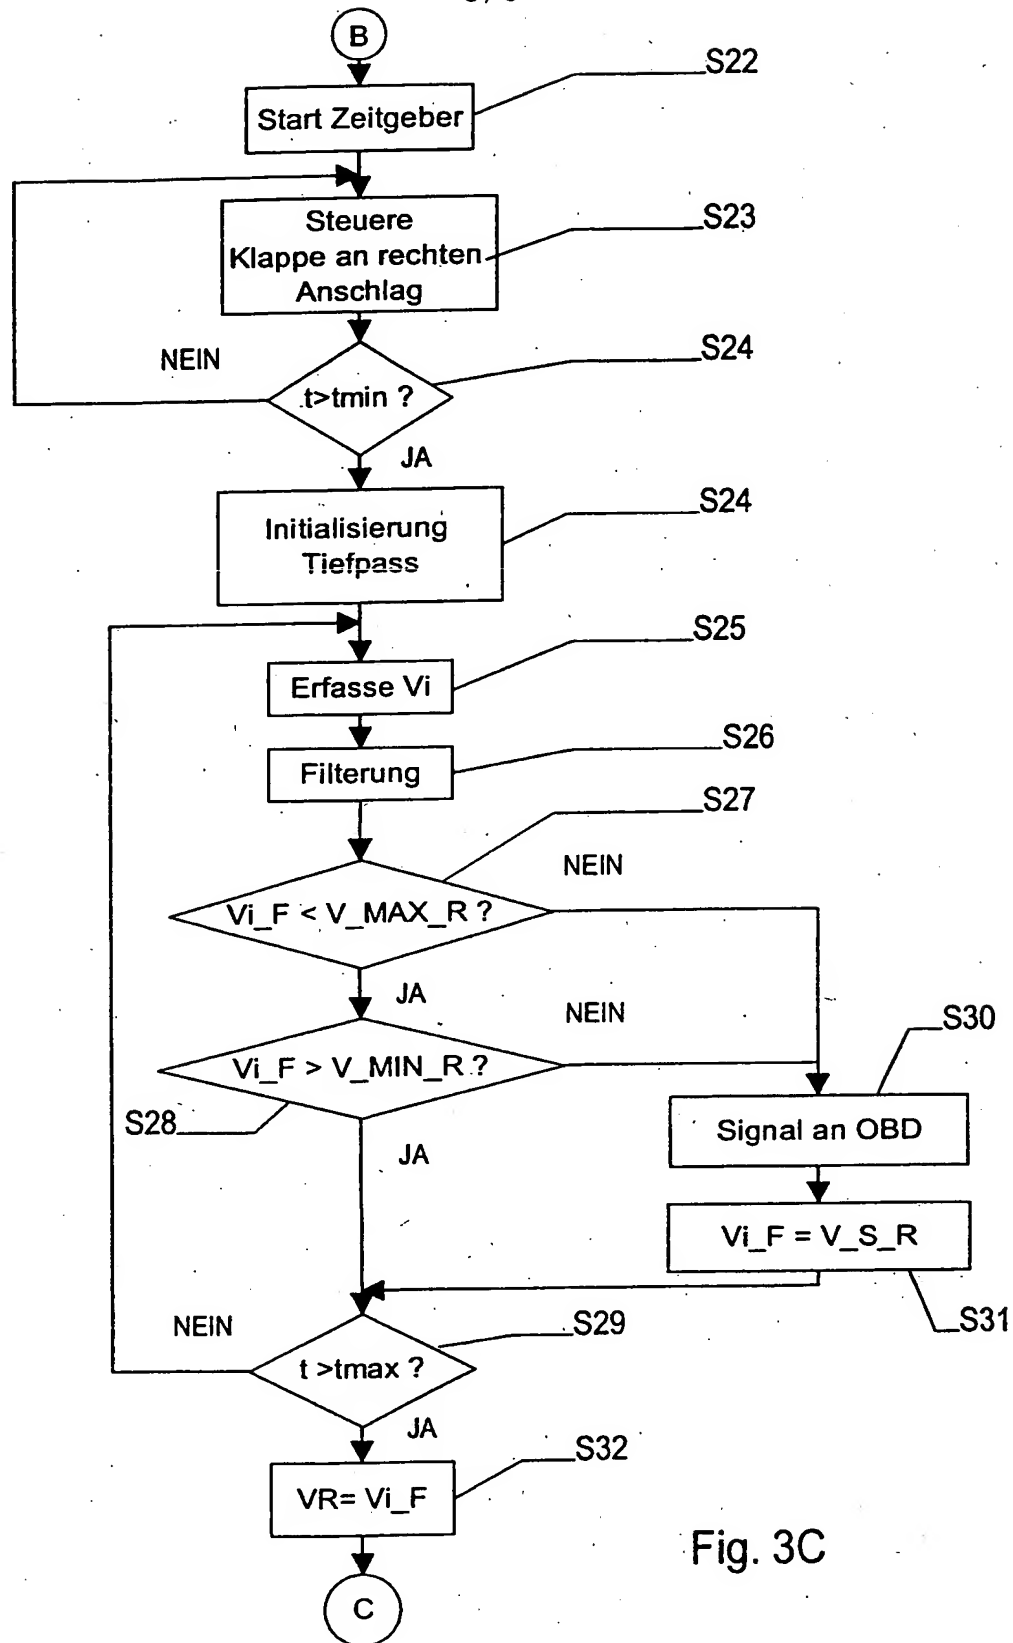 B
S22
Start Zeitgeber
Steuere
Klappe an rechten
Anschlag
S23
NEIN
S24
t>tmin ?
JA
S24
Initialisierung
Tiefpass
S25
Erfasse Vi
S26
Filterung
S27
NEIN
Vi_F < V_MAX_R ?
JA
NEIN
S30
Vi_F > V_MIN_R ?
S28
Signal an OBD
JA
Vi_F = V_S_R
NEIN
S29
S31
t >tmax ?
JA
S32
VR= Vi_F
Fig. 3C
C